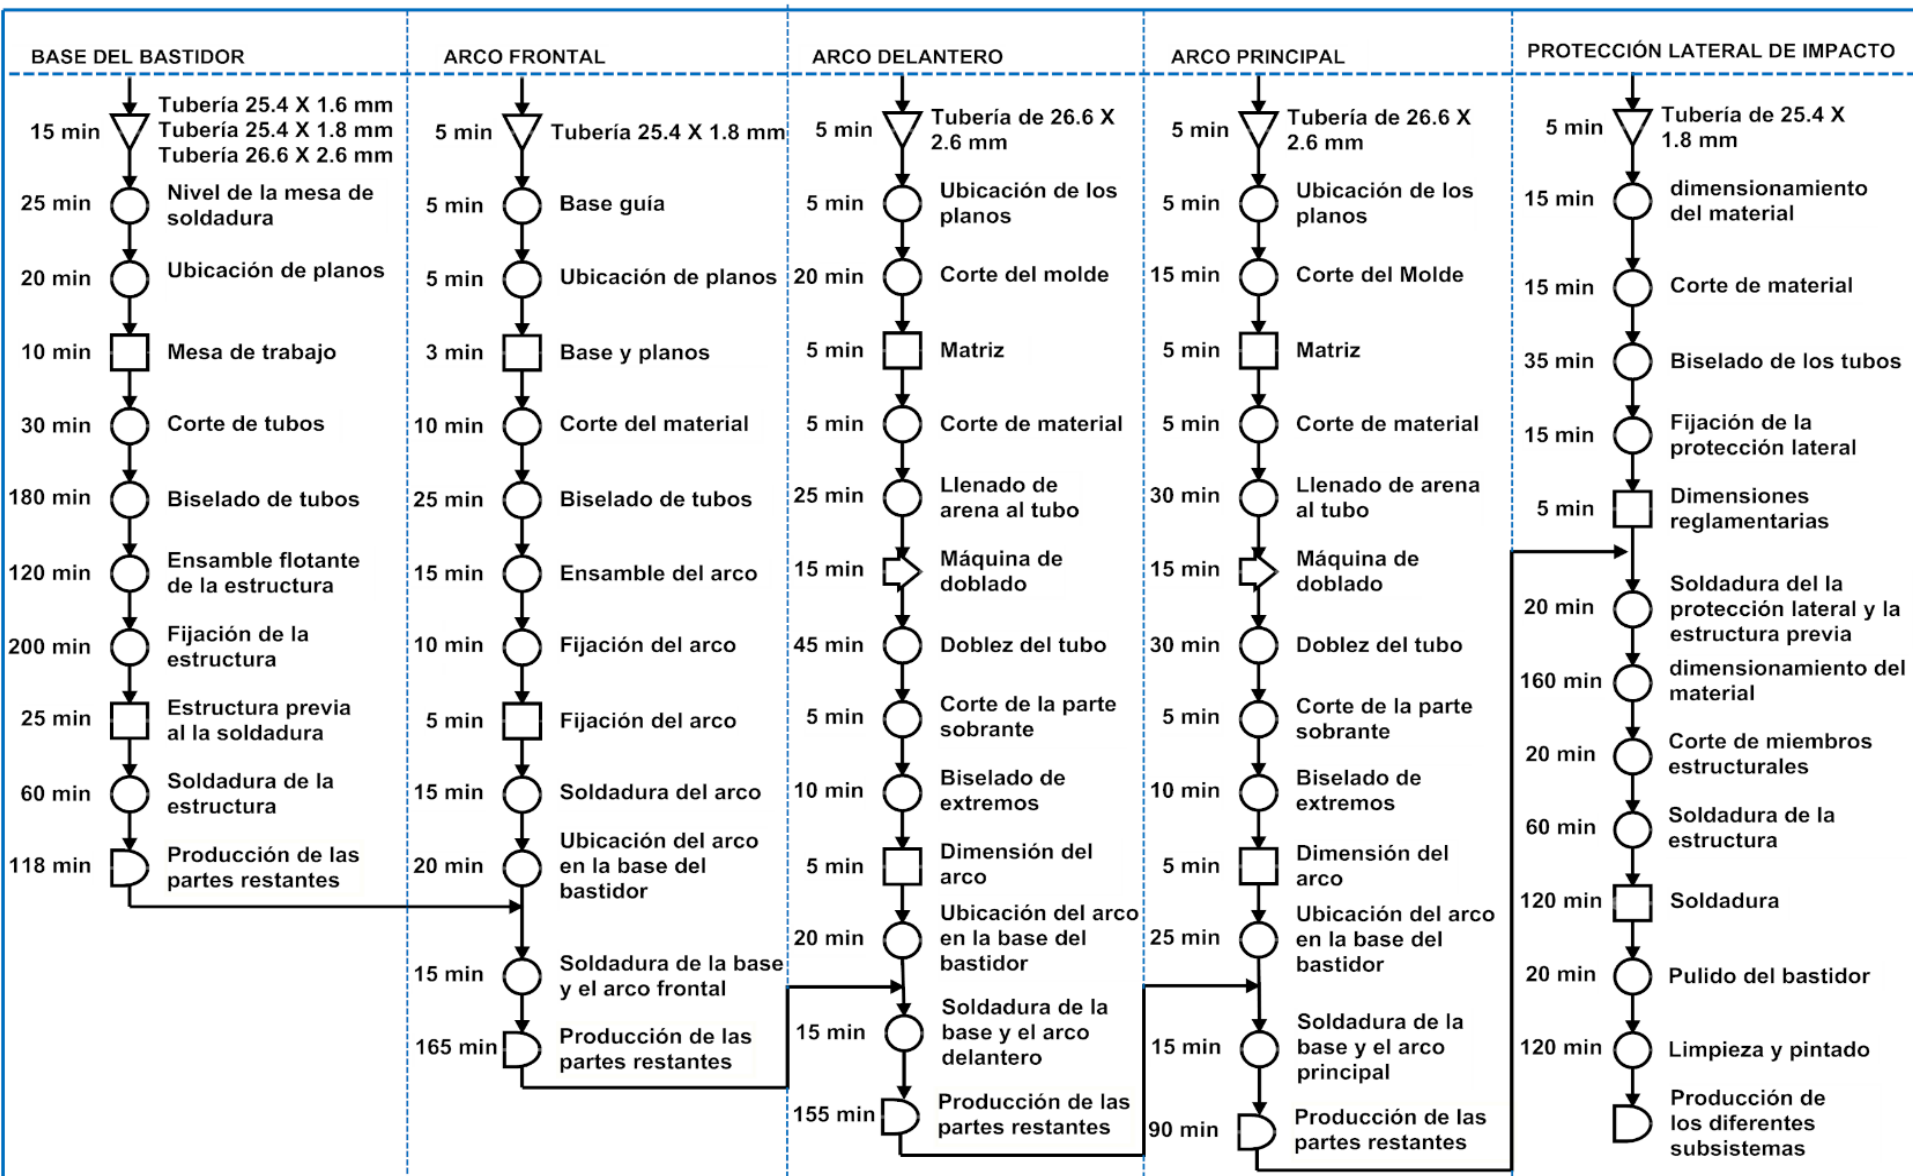 BASE DEL BASTIDOR
15 min
Tubería 25.4 X 1.6 mm
Tubería 25.4 X 1.8 mm
Tubería 26.6 X 2.6 mm
25 min
Nivel de la mesa de
soldadura
20 min
Ubicación de planos
10 min
Mesa de trabajo
30 min
Corte de tubos
180 min
Biselado de tubos
120 min
Ensamble flotante
de la estructura
200 min
Fijación de la
estructura
25 min
Estructura previa
al la soldadura
60 min
Soldadura de la
estructura
118 min
Producción de las
partes restantes
ARCO FRONTAL
5 min
Tubería 25.4 X 1.8 mm
5 min
Base guía
5 min
Ubicación de planos
3 min
Base y planos
10 min
Corte del material
25 min
Biselado de tubos
15 min
Ensamble del arco
10 min
Fijación del arco
5 min
Fijación del arco
15 min
Soldadura del arco
20 min
Ubicación del arco
en la base del
bastidor
15 min
Soldadura de la base
y el arco frontal
165 min
Producción de las
partes restantes
ARCO DELANTERO
5 min
Tubería de 26.6 X
2.6 mm
5 min
Ubicación de los
planos
20 min
Corte del molde
5 min
Matriz
5 min
Corte de material
25 min
Llenado de
arena al tubo
15 min
Máquina de
doblado
45 min
Doblez del tubo
5 min
Corte de la parte
sobrante
10 min
Biselado de
extremos
5 min
Dimensión del
arco
20 min
Ubicación del arco
en la base del
bastidor
15 min
Soldadura de la
base y el arco
delantero
155 min
Producción de las
partes restantes
ARCO PRINCIPAL
5 min
Tubería de 26.6 X
2.6 mm
5 min
Ubicación de los
planos
15 min
Corte del Molde
5 min
Matriz
5 min
Corte de material
30 min
Llenado de arena
al tubo
15 min
Máquina de
doblado
30 min
Doblez del tubo
5 min
Corte de la parte
sobrante
10 min
Biselado de
extremos
5 min
Dimensión del
arco
25 min
Ubicación del arco
en la base del
bastidor
15 min
Soldadura de la
base y el arco
principal
90 min
Producción de las
partes restantes
PROTECCIÓN LATERAL DE IMPACTO
5 min
Tubería de 25.4 X
1.8 mm
15 min
dimensionamiento
del material
15 min
Corte de material
35 min
Biselado de los tubos
15 min
Fijación de la
protección lateral
5 min
Dimensiones
reglamentarias
20 min
Soldadura del la
protección lateral y la
estructura previa
160 min
dimensionamiento del
material
20 min
Corte de miembros
estructurales
60 min
Soldadura de la
estructura
120 min
Soldadura
20 min
Pulido del bastidor
120 min
Limpieza y pintado
Producción de
los diferentes
subsistemas